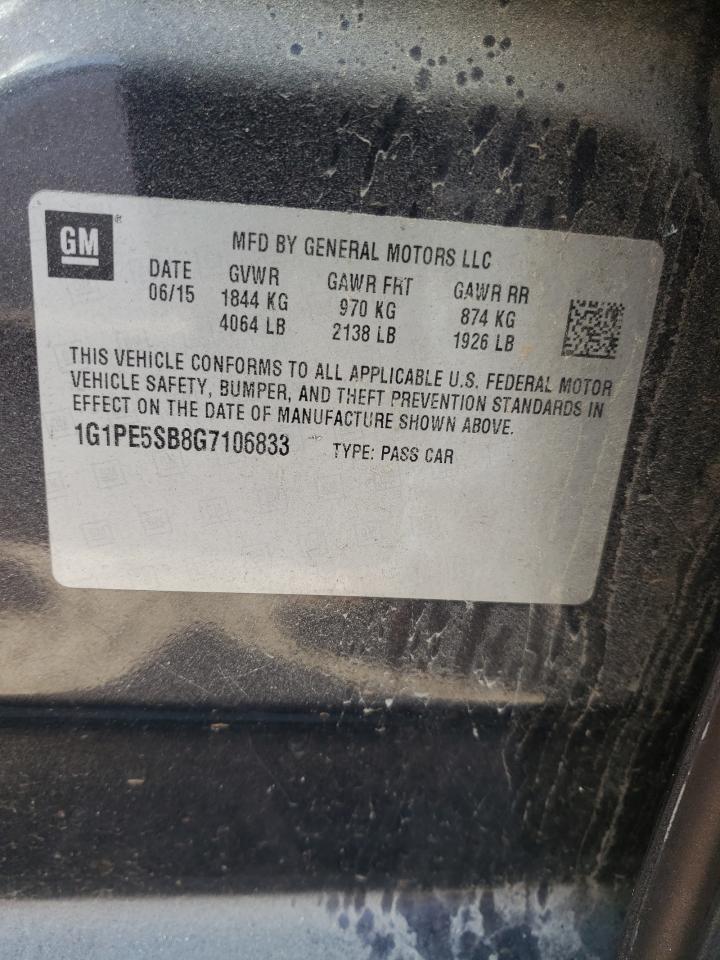 GM®
MFD BY GENERAL MOTORS LLC
DATE GVWR GAWR FRT GAWR RR
06/15 1844 KG 970 KG 874 KG
4064 LB 2138 LB 1926 LB
THIS VEHICLE CONFORMS TO ALL APPLICABLE U.S. FEDERAL MOTOR
VEHICLE SAFETY, BUMPER, AND THEFT PREVENTION STANDARDS IN
EFFECT ON THE DATE OF MANUFACTURE SHOWN ABOVE.
1G1PE5SB8G7106833 TYPE: PASS CAR